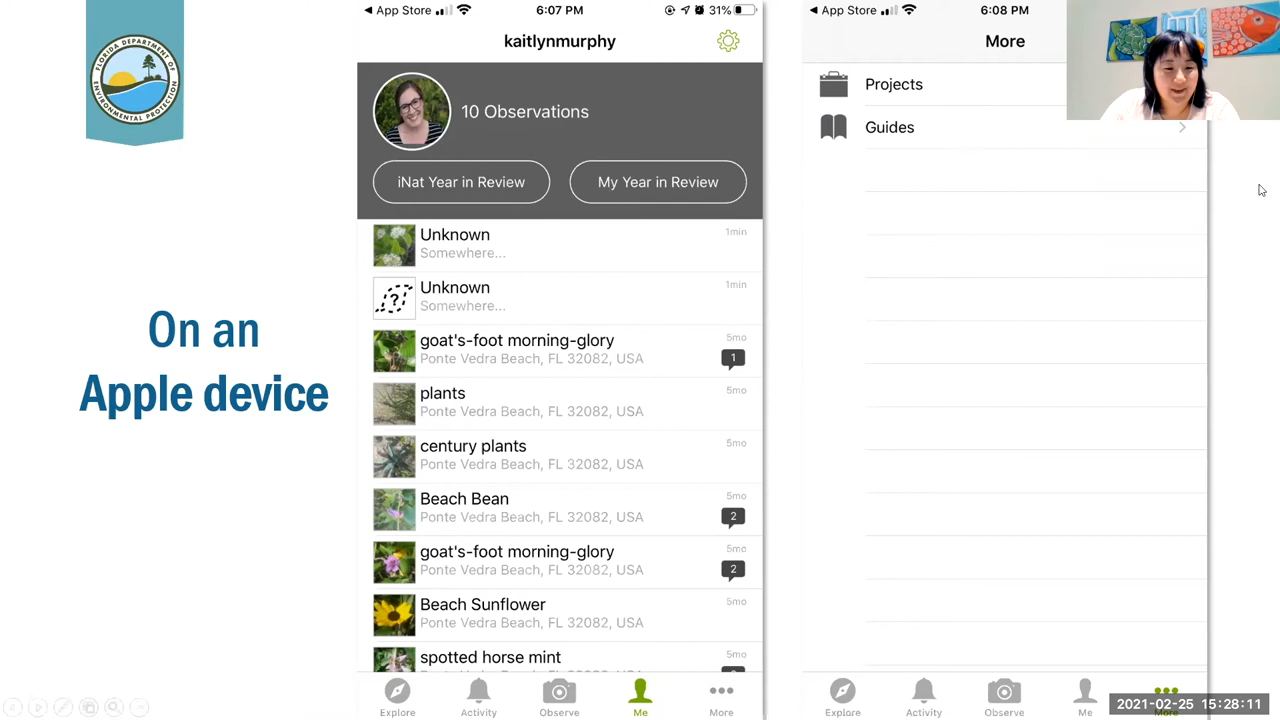 FLORIDA DEPARTMENT OF
ENVIRONMENTAL PROTECTION
On an
Apple device
App Store
6:07 PM
31%
kaitlynmurphy
10 Observations
iNat Year in Review
My Year in Review
Unknown
1min
Somewhere...
Unknown
1min
Somewhere...
goat's-foot morning-glory
5mo
Ponte Vedra Beach, FL 32082, USA
1
plants
5mo
Ponte Vedra Beach, FL 32082, USA
century plants
5mo
Ponte Vedra Beach, FL 32082, USA
Beach Bean
5mo
Ponte Vedra Beach, FL 32082, USA
2
goat's-foot morning-glory
5mo
Ponte Vedra Beach, FL 32082, USA
2
Beach Sunflower
5mo
Ponte Vedra Beach, FL 32082, USA
spotted horse mint
5mo
Explore
Activity
Observe
Me
More
App Store
6:08 PM
More
Projects
Guides
Explore
Activity
Observe
Me
2021-02-25 15:28:11